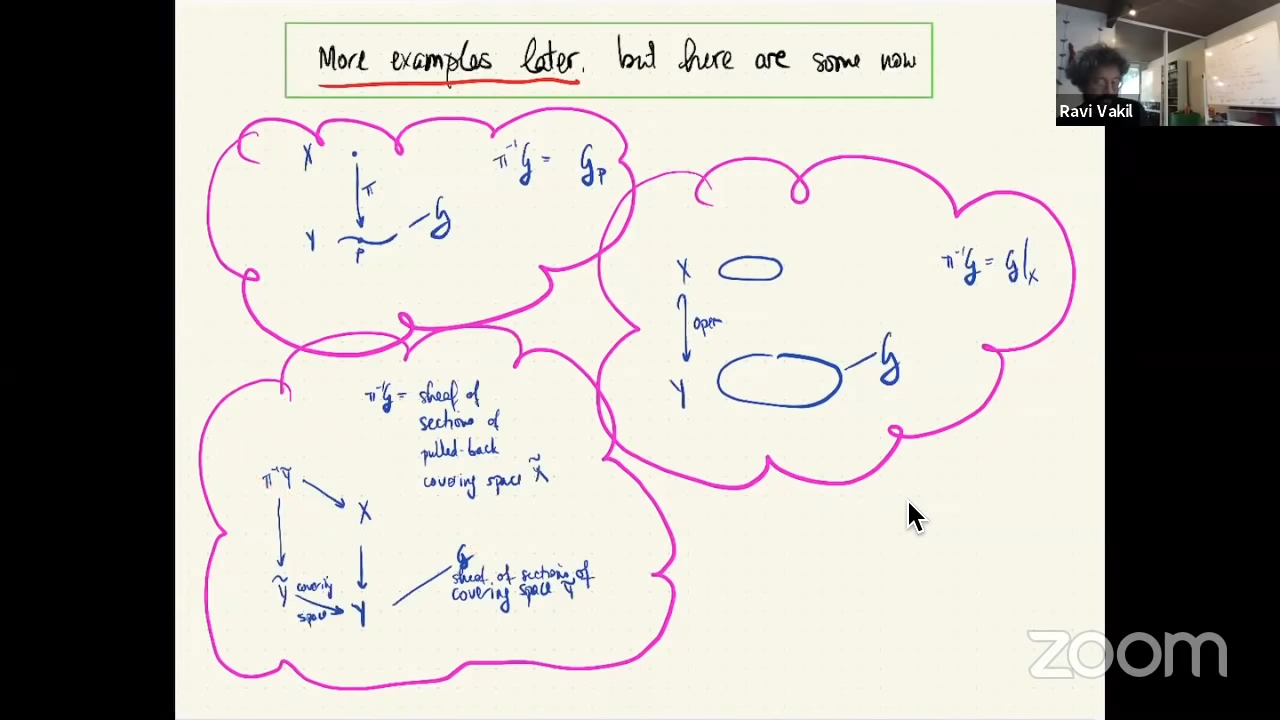 More examples later. but here are some now
Ravi Vakil
X
π
π⁻¹𝒢 = 𝒢ₚ
Y
p
𝒢
X
open
Y
𝒢
π⁻¹𝒢 = 𝒢|ₓ
π⁻¹𝒢 = sheaf of
sections of
pulled-back
covering space X̃
π⁻¹Ỹ
X
Ỹ
covering
space
Y
𝒢
sheaf of sections of
covering space Ỹ
zoom